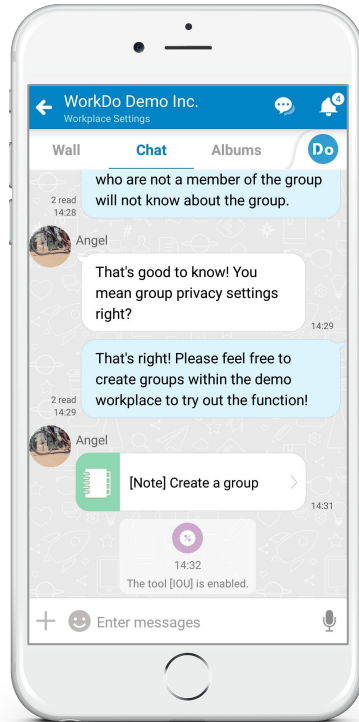 WorkDo Demo Inc.
4
Workplace Settings
Wall
Chat
Albums
Do
who are not a member of the group
will not know about the group.
2 read
14:28
Angel
That's good to know! You
mean group privacy settings
right?
14:29
That's right! Please feel free to
create groups within the demo
workplace to try out the function!
2 read
14:29
Angel
[Note] Create a group
14:31
%
14:32
The tool [IOU] is enabled.
Enter messages